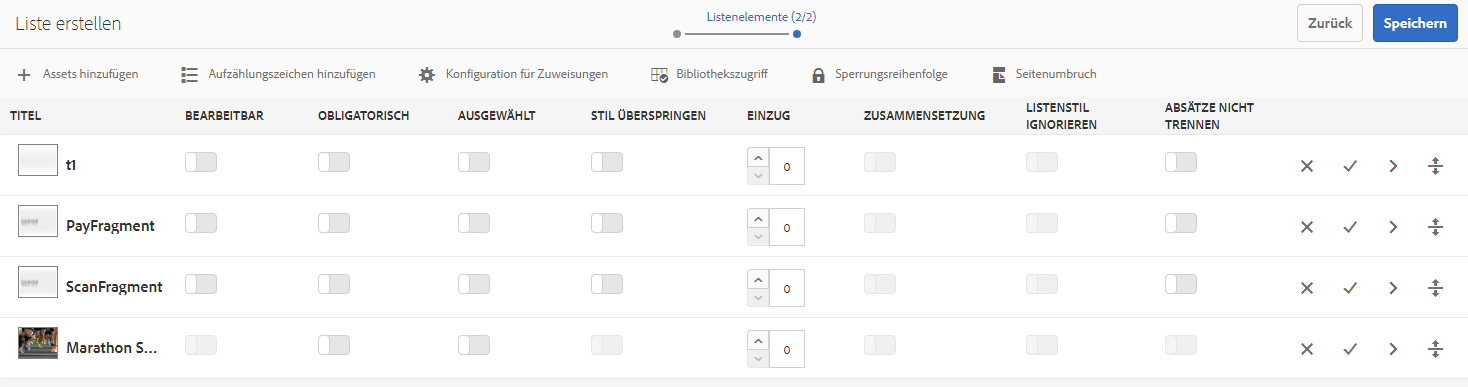 Liste erstellen
Listenelemente (2/2)
Zurück
Speichern
Assets hinzufügen
Aufzählungszeichen hinzufügen
Konfiguration für Zuweisungen
Bibliothekszugriff
Sperrungsreihenfolge
Seitenumbruch
TITEL
BEARBEITBAR
OBLIGATORISCH
AUSGEWÄHLT
STIL ÜBERSPRINGEN
EINZUG
ZUSAMMENSETZUNG
LISTENSTIL
IGNORIEREN
ABSÄTZE NICHT
TRENNEN
t1
0
PayFragment
0
ScanFragment
0
Marathon S...
0